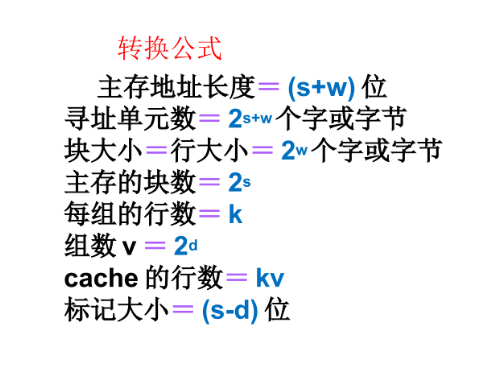 转换公式
主存地址长度＝ (s+w) 位
寻址单元数＝ 2s+w 个字或字节
块大小＝行大小＝ 2w 个字或字节
主存的块数＝ 2s
每组的行数＝ k
组数 v ＝ 2d
cache 的行数＝ kv
标记大小＝ (s-d) 位